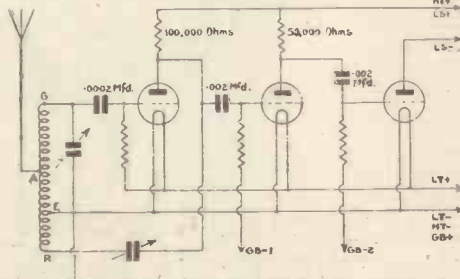 HT+
LS+
100,000 Ohms
50,000 Ohms
LS-
G
.0002 Mfd.
.002 Mfd.
.002 Mfd.
A
E
LT+
LT-
HT-
GB+
R
GB-1
GB-2